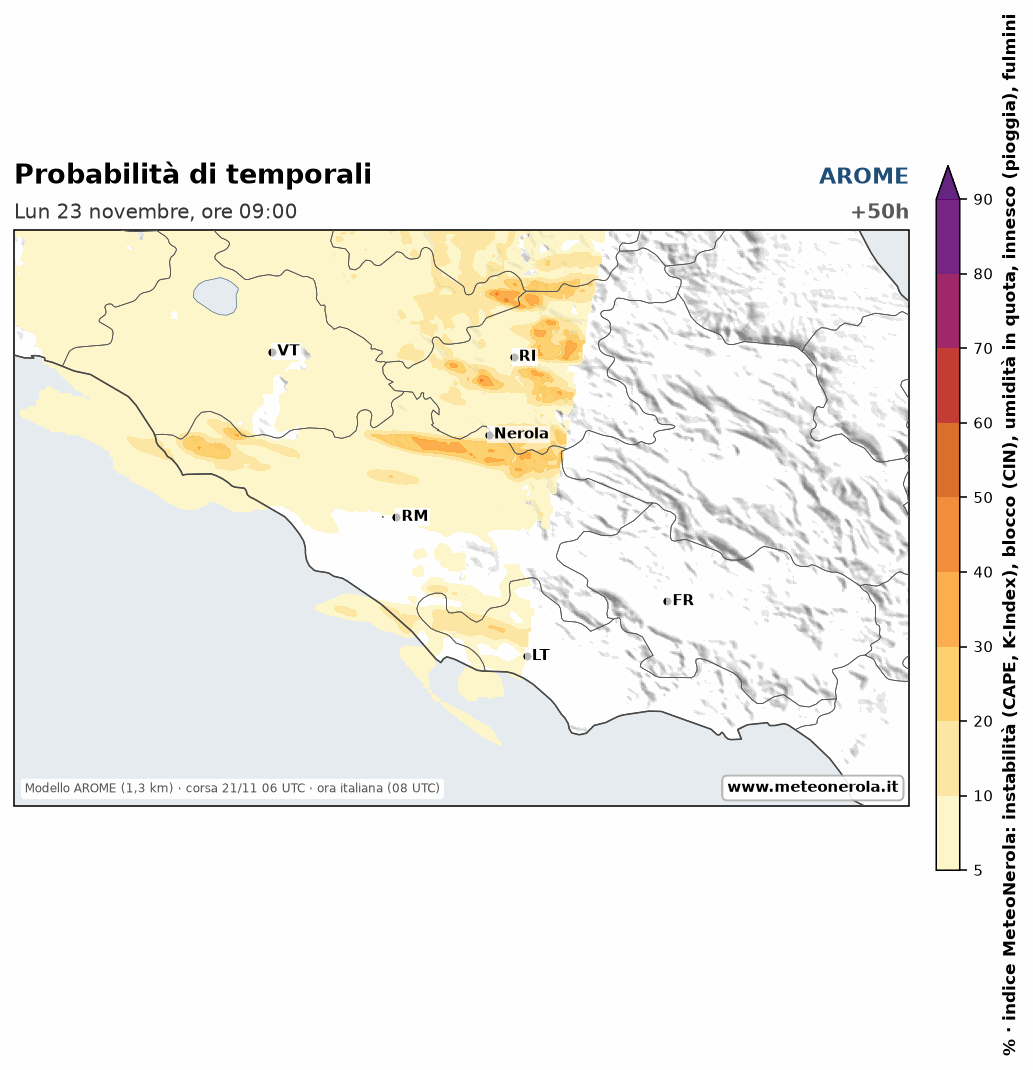 Probabilità di temporali
AROME
Lun 23 novembre, ore 09:00
+50h
VT
RI
Nerola
RM
FR
LT
Modello AROME (1,3 km) · corsa 21/11 06 UTC · ora italiana (08 UTC)
www.meteonerola.it
90
80
70
60
50
40
30
20
10
5
% · indice MeteoNerola: instabilità (CAPE, K-Index), blocco (CIN), umidità in quota, innesco (pioggia), fulmini